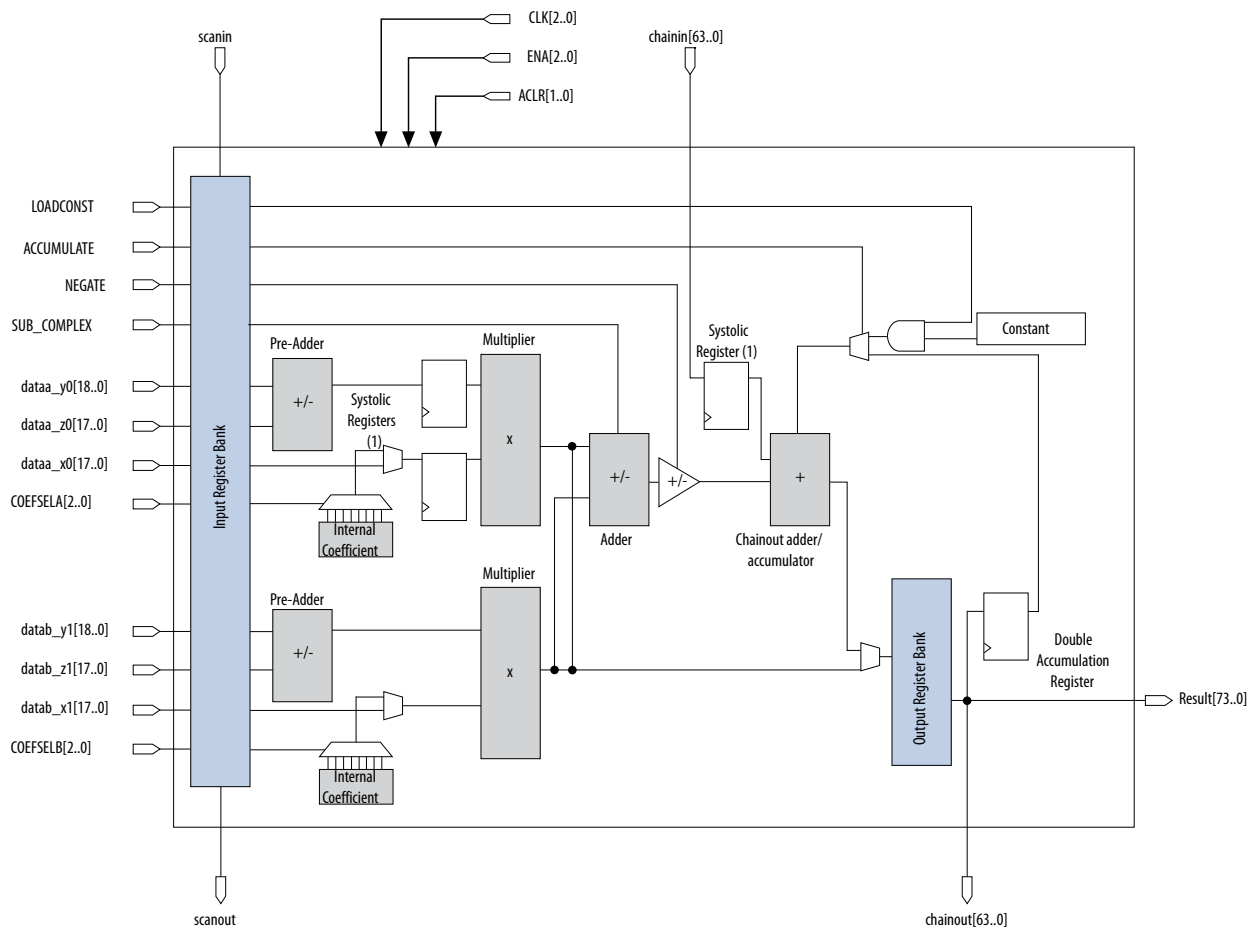 CLK[2..0]
scanin
chainin[63..0]
ENA[2..0]
ACLR[1..0]
LOADCONST
ACCUMULATE
NEGATE
SUB_COMPLEX
dataa_y0[18..0]
dataa_z0[17..0]
dataa_x0[17..0]
COEFSELA[2..0]
datab_y1[18..0]
datab_z1[17..0]
datab_x1[17..0]
COEFSELB[2..0]
Input Register Bank
Pre-Adder
+/-
Systolic
Registers
(1)
Internal
Coefficient
Multiplier
x
Pre-Adder
+/-
Internal
Coefficient
Multiplier
x
+/-
Adder
+/-
Systolic
Register (1)
+
Chainout adder/
accumulator
Constant
Output Register Bank
Double
Accumulation
Register
Result[73..0]
scanout
chainout[63..0]